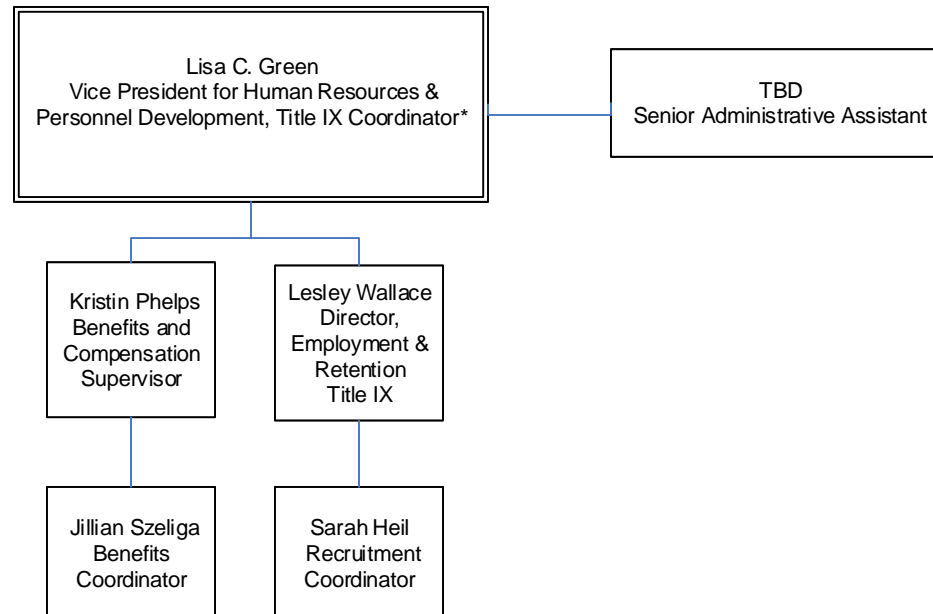 Lisa C. Green
Vice President for Human Resources &
Personnel Development, Title IX Coordinator*
TBD
Senior Administrative Assistant
Kristin Phelps
Benefits and
Compensation
Supervisor
Lesley Wallace
Director,
Employment &
Retention
Title IX
Jillian Szeliga
Benefits
Coordinator
Sarah Heil
Recruitment
Coordinator